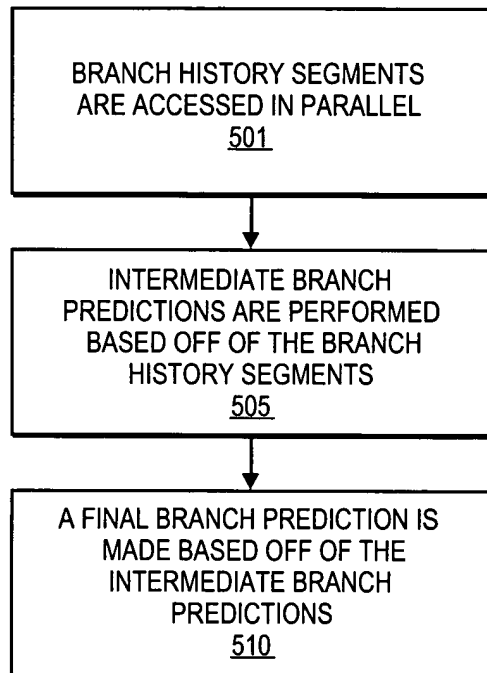 BRANCH HISTORY SEGMENTS
ARE ACCESSED IN PARALLEL
501
INTERMEDIATE BRANCH
PREDICTIONS ARE PERFORMED
BASED OFF OF THE BRANCH
HISTORY SEGMENTS
505
A FINAL BRANCH PREDICTION IS
MADE BASED OFF OF THE
INTERMEDIATE BRANCH
PREDICTIONS
510